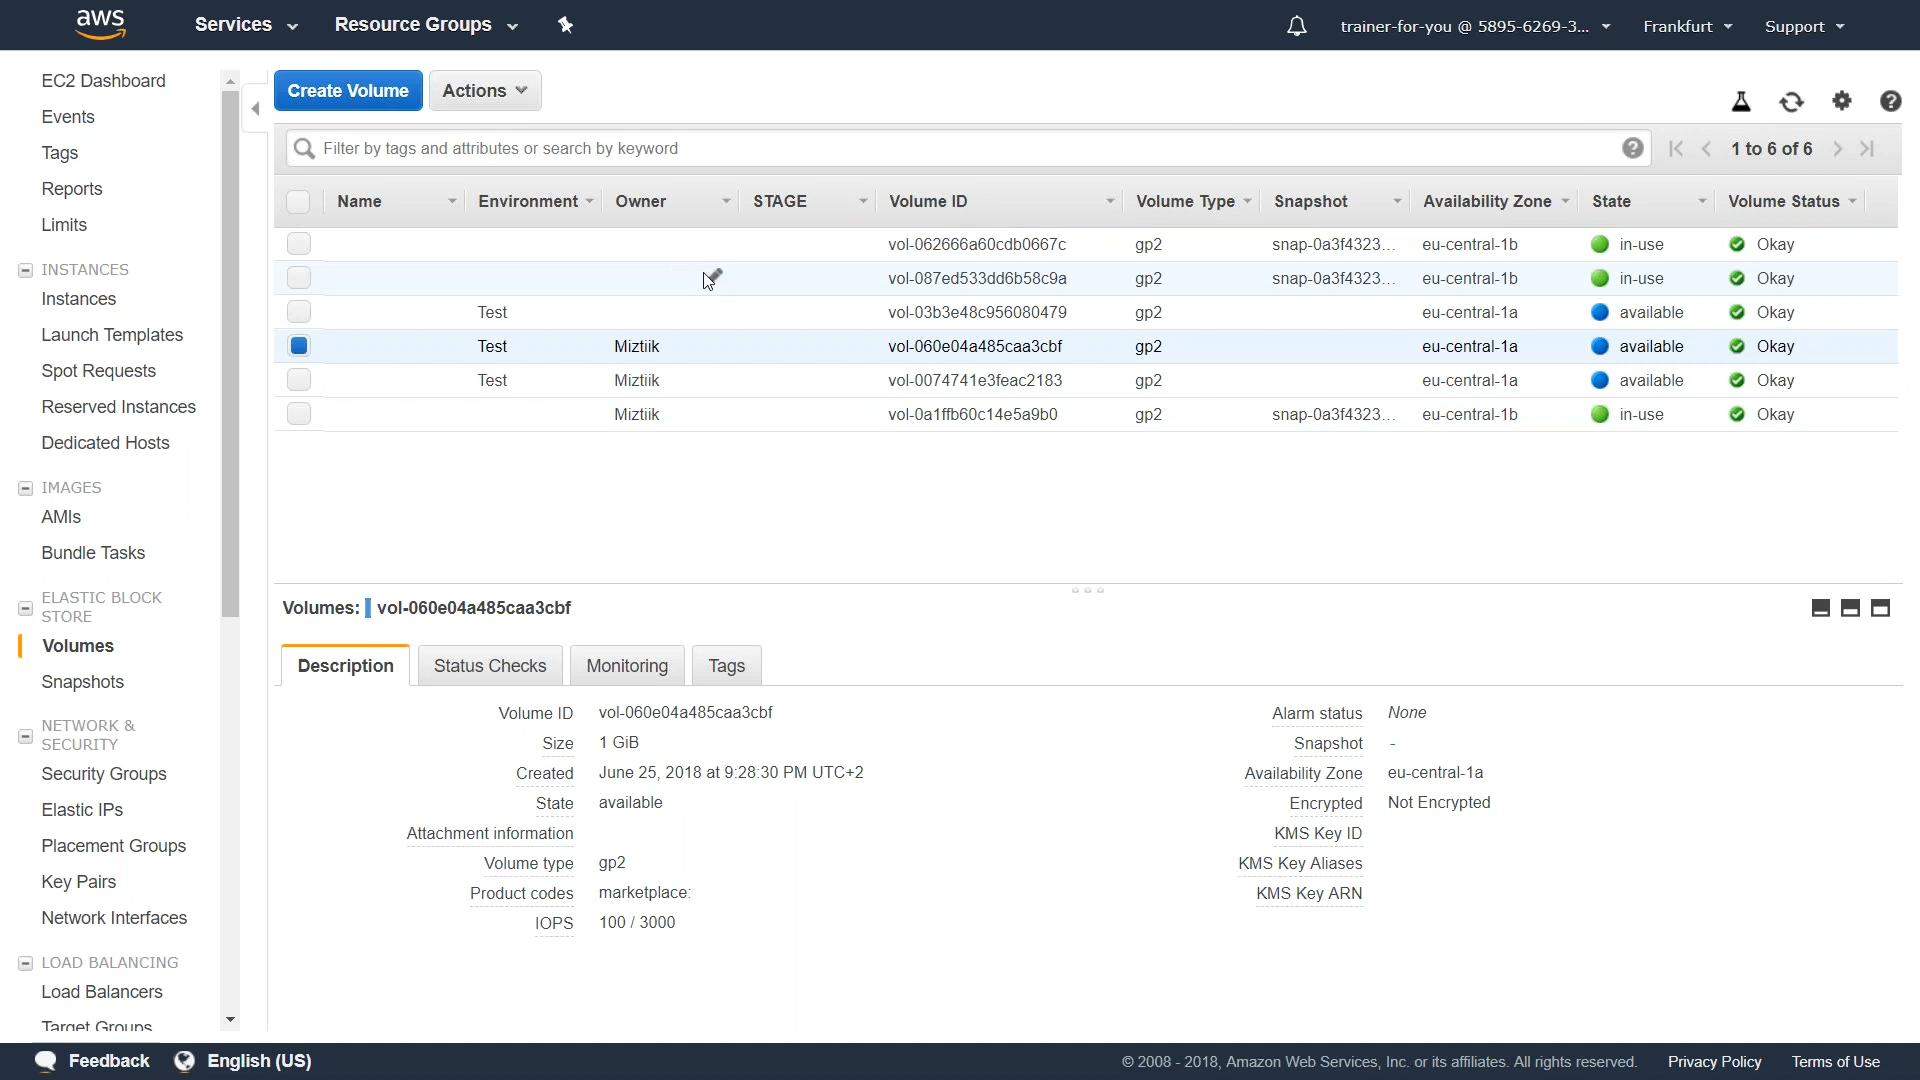 aws Services Resource Groups trainer-for-you @ 5895-6269-3... Frankfurt Support
EC2 Dashboard
Events
Tags
Reports
Limits
INSTANCES
Instances
Launch Templates
Spot Requests
Reserved Instances
Dedicated Hosts
IMAGES
AMIs
Bundle Tasks
ELASTIC BLOCK
STORE
Volumes
Snapshots
NETWORK &
SECURITY
Security Groups
Elastic IPs
Placement Groups
Key Pairs
Network Interfaces
LOAD BALANCING
Load Balancers
Target Groups
Create Volume Actions
Filter by tags and attributes or search by keyword 1 to 6 of 6
Name Environment Owner STAGE Volume ID Volume Type Snapshot Availability Zone State Volume Status
vol-062666a60cdb0667c gp2 snap-0a3f4323... eu-central-1b in-use Okay
vol-087ed533dd6b58c9a gp2 snap-0a3f4323... eu-central-1b in-use Okay
Test vol-03b3e48c956080479 gp2 eu-central-1a available Okay
Test Miztiik vol-060e04a485caa3cbf gp2 eu-central-1a available Okay
Test Miztiik vol-0074741e3feac2183 gp2 eu-central-1a available Okay
Miztiik vol-0a1ffb60c14e5a9b0 gp2 snap-0a3f4323... eu-central-1b in-use Okay
Volumes: vol-060e04a485caa3cbf
Description Status Checks Monitoring Tags
Volume ID vol-060e04a485caa3cbf
Size 1 GiB
Created June 25, 2018 at 9:28:30 PM UTC+2
State available
Attachment information
Volume type gp2
Product codes marketplace:
IOPS 100 / 3000
Alarm status None
Snapshot -
Availability Zone eu-central-1a
Encrypted Not Encrypted
KMS Key ID
KMS Key Aliases
KMS Key ARN
Feedback English (US) © 2008 - 2018, Amazon Web Services, Inc. or its affiliates. All rights reserved. Privacy Policy Terms of Use